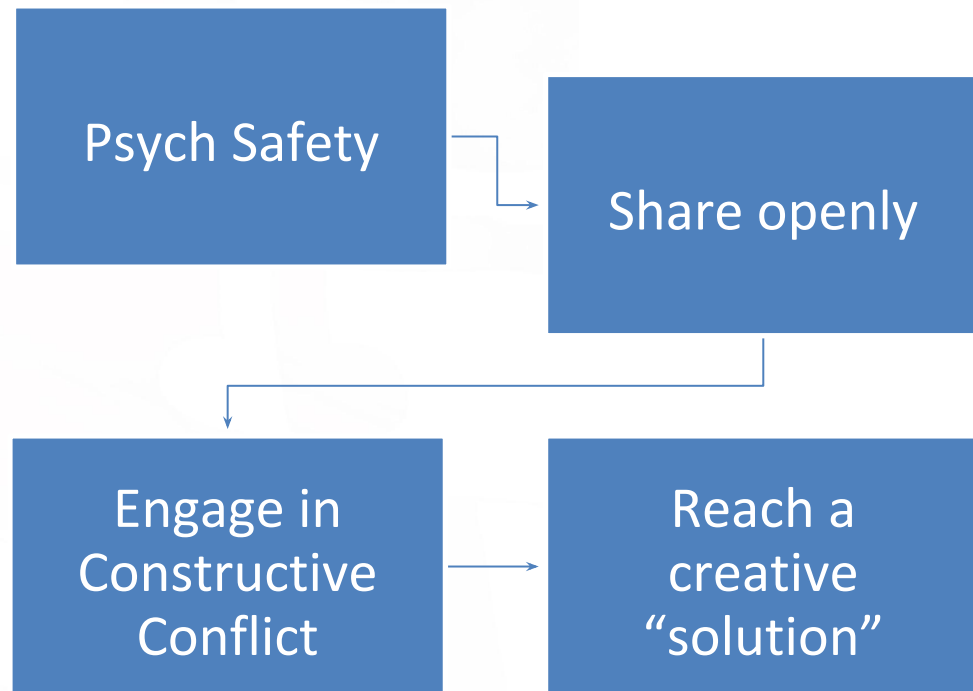 Psych Safety
Share openly
Engage in
Constructive
Conflict
Reach a
creative
“solution”